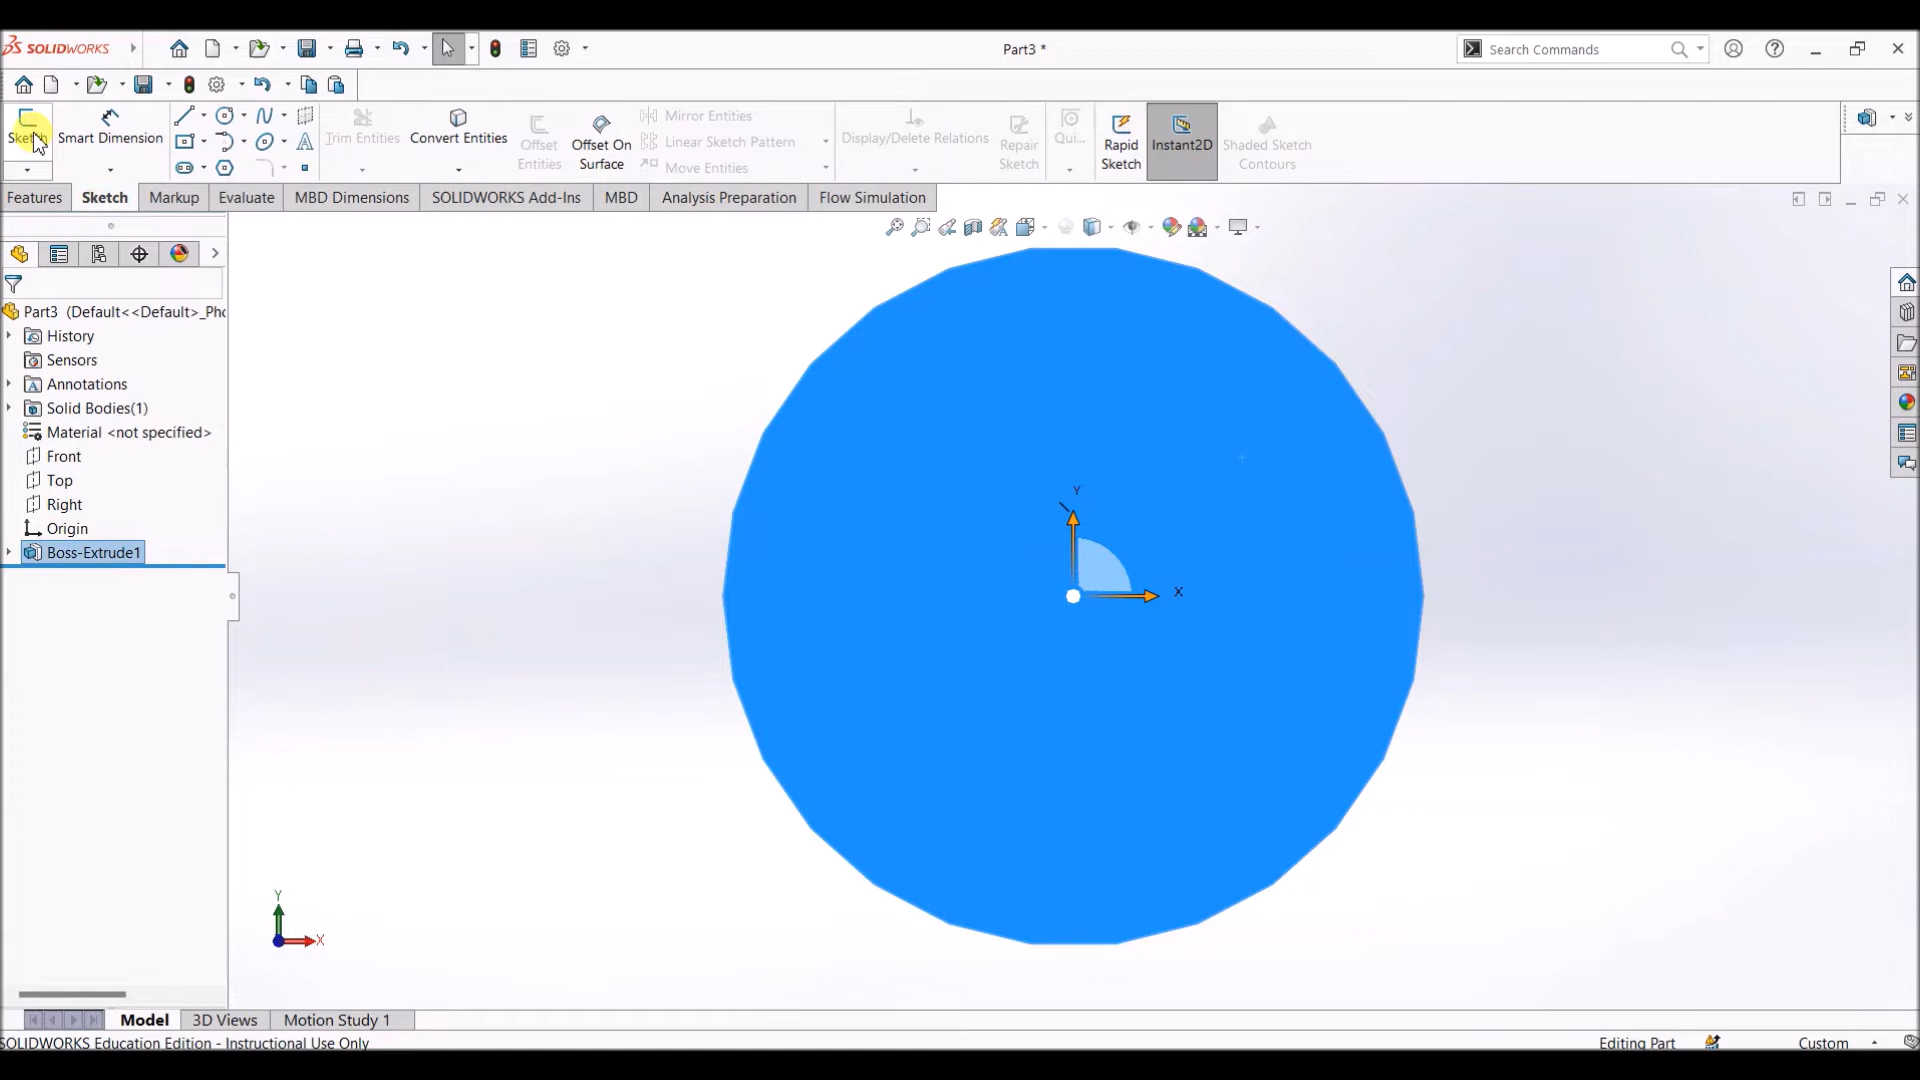 SOLIDWORKS
Part3 *
Search Commands
Sketch
Smart Dimension
Trim Entities
Convert Entities
Offset
Entities
Offset On
Surface
Mirror Entities
Linear Sketch Pattern
Move Entities
Display/Delete Relations
Repair
Sketch
Qui...
Rapid
Sketch
Instant2D
Shaded Sketch
Contours
Features
Sketch
Markup
Evaluate
MBD Dimensions
SOLIDWORKS Add-Ins
MBD
Analysis Preparation
Flow Simulation
Part3 (Default<<Default>_Pho
History
Sensors
Annotations
Solid Bodies(1)
Material <not specified>
Front
Top
Right
Origin
Boss-Extrude1
Y
X
Y
X
Model
3D Views
Motion Study 1
SOLIDWORKS Education Edition - Instructional Use Only
Editing Part
Custom